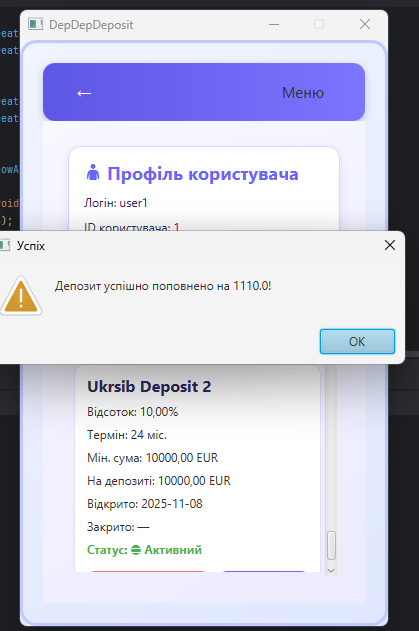 DepDepDeposit
Меню
Профіль користувача
Логін: user1
ID користувача: 1
Успіх
Депозит успішно поповнено на 1110.0!
OK
Ukrsib Deposit 2
Відсоток: 10,00%
Термін: 24 міс.
Мін. сума: 10000,00 EUR
На депозиті: 10000,00 EUR
Відкрито: 2025-11-08
Закрито: —
Статус: Активний